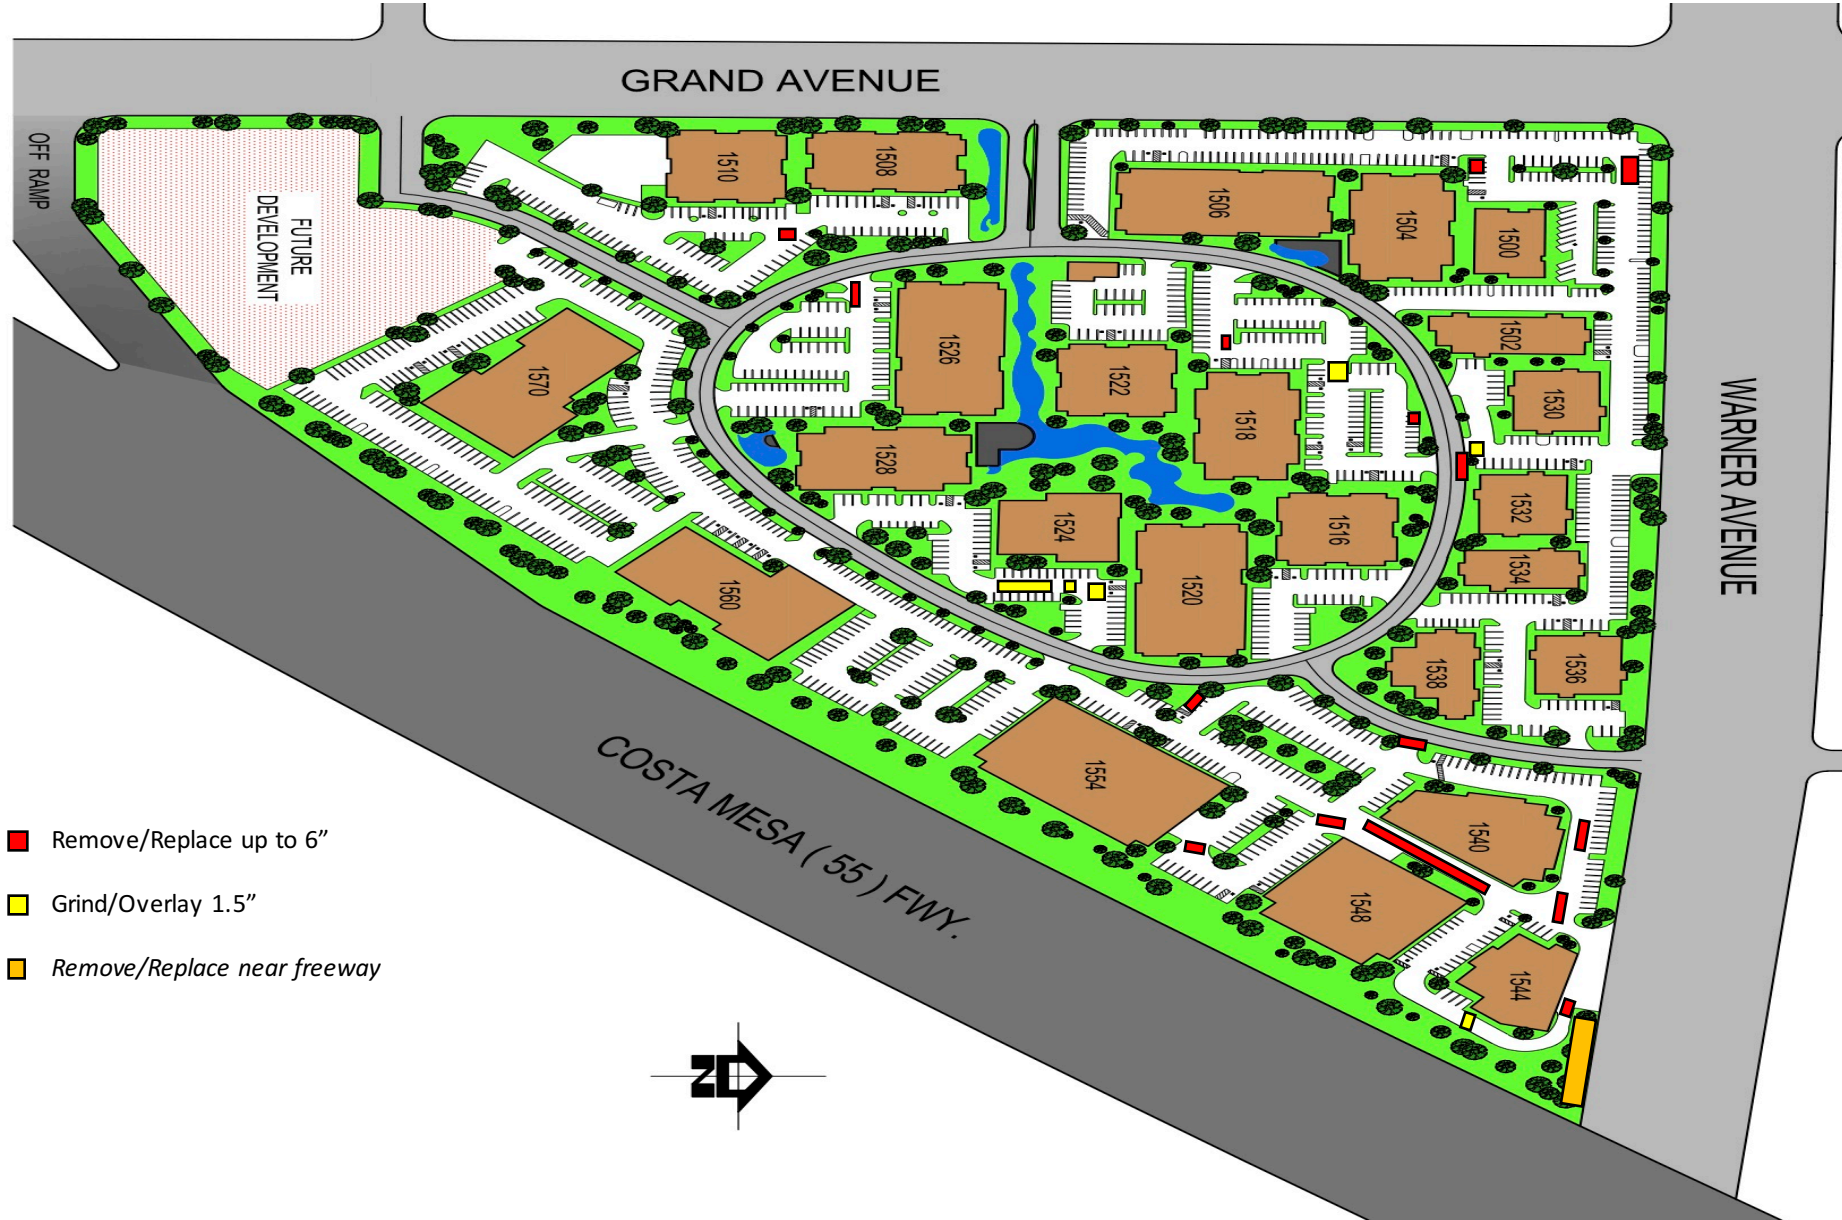 GRAND AVENUE
OFF RAMP
FUTURE
DEVELOPMENT
1510
1508
1506
1504
1500
1502
1526
1522
1518
1530
1570
1528
1524
1516
1532
1534
1520
1560
1538
1536
WARNER AVENUE
1554
1540
1548
1544
COSTA MESA ( 55 ) FWY.
Remove/Replace up to 6”
Grind/Overlay 1.5”
Remove/Replace near freeway
N